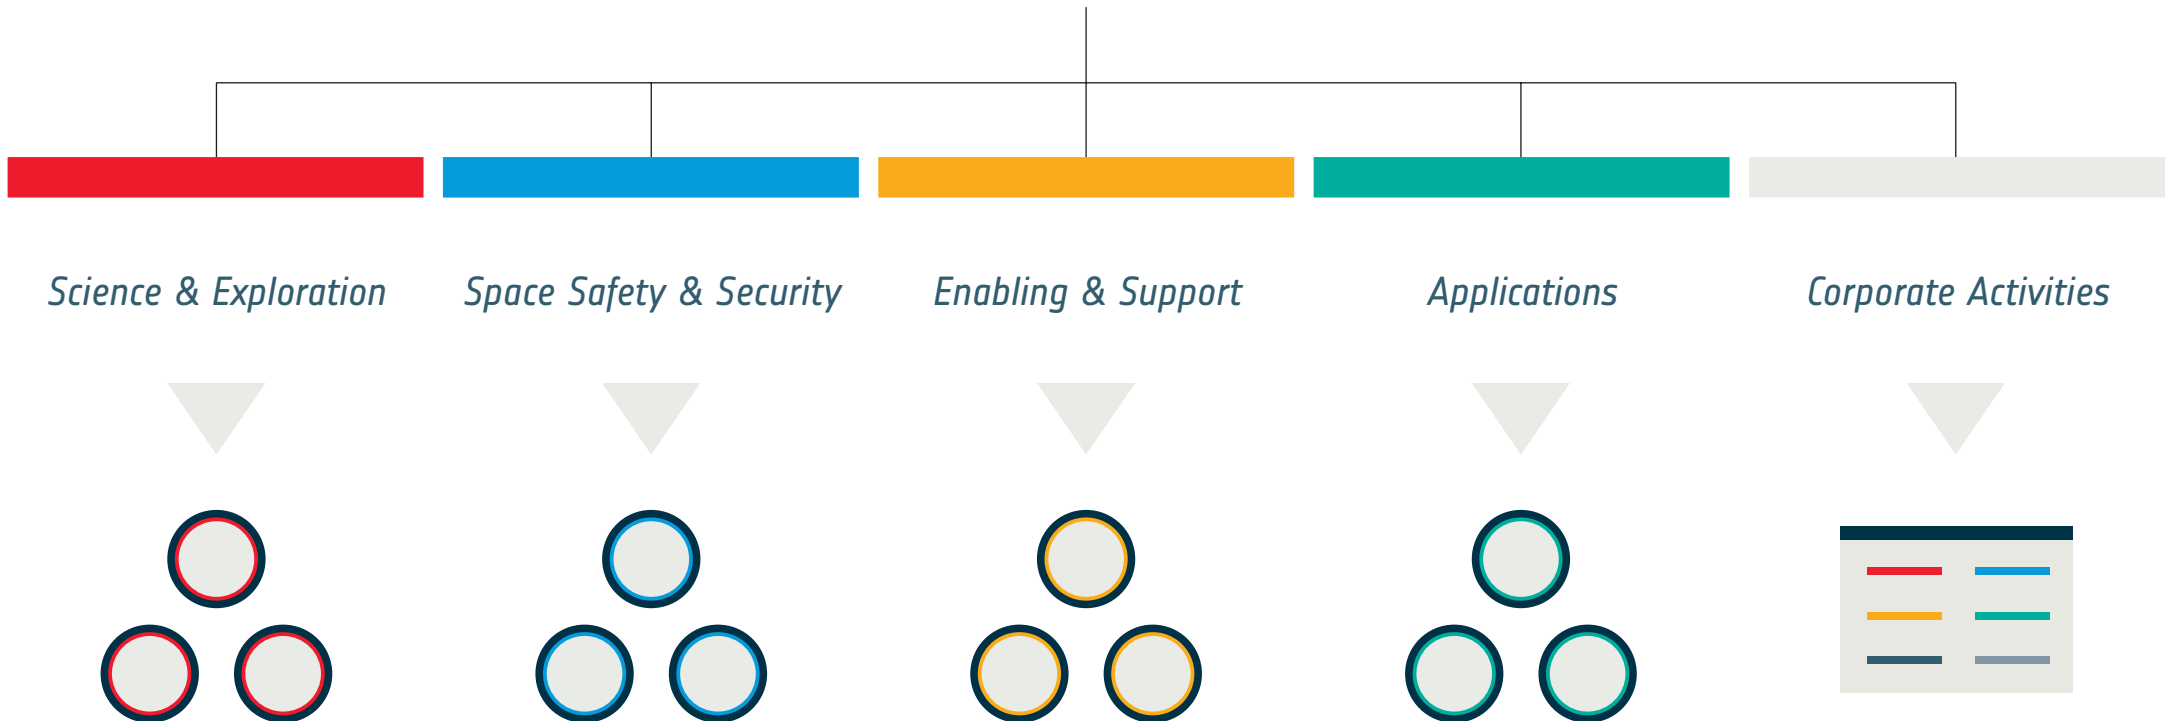 Science & Exploration
Space Safety & Security
Enabling & Support
Applications
Corporate Activities